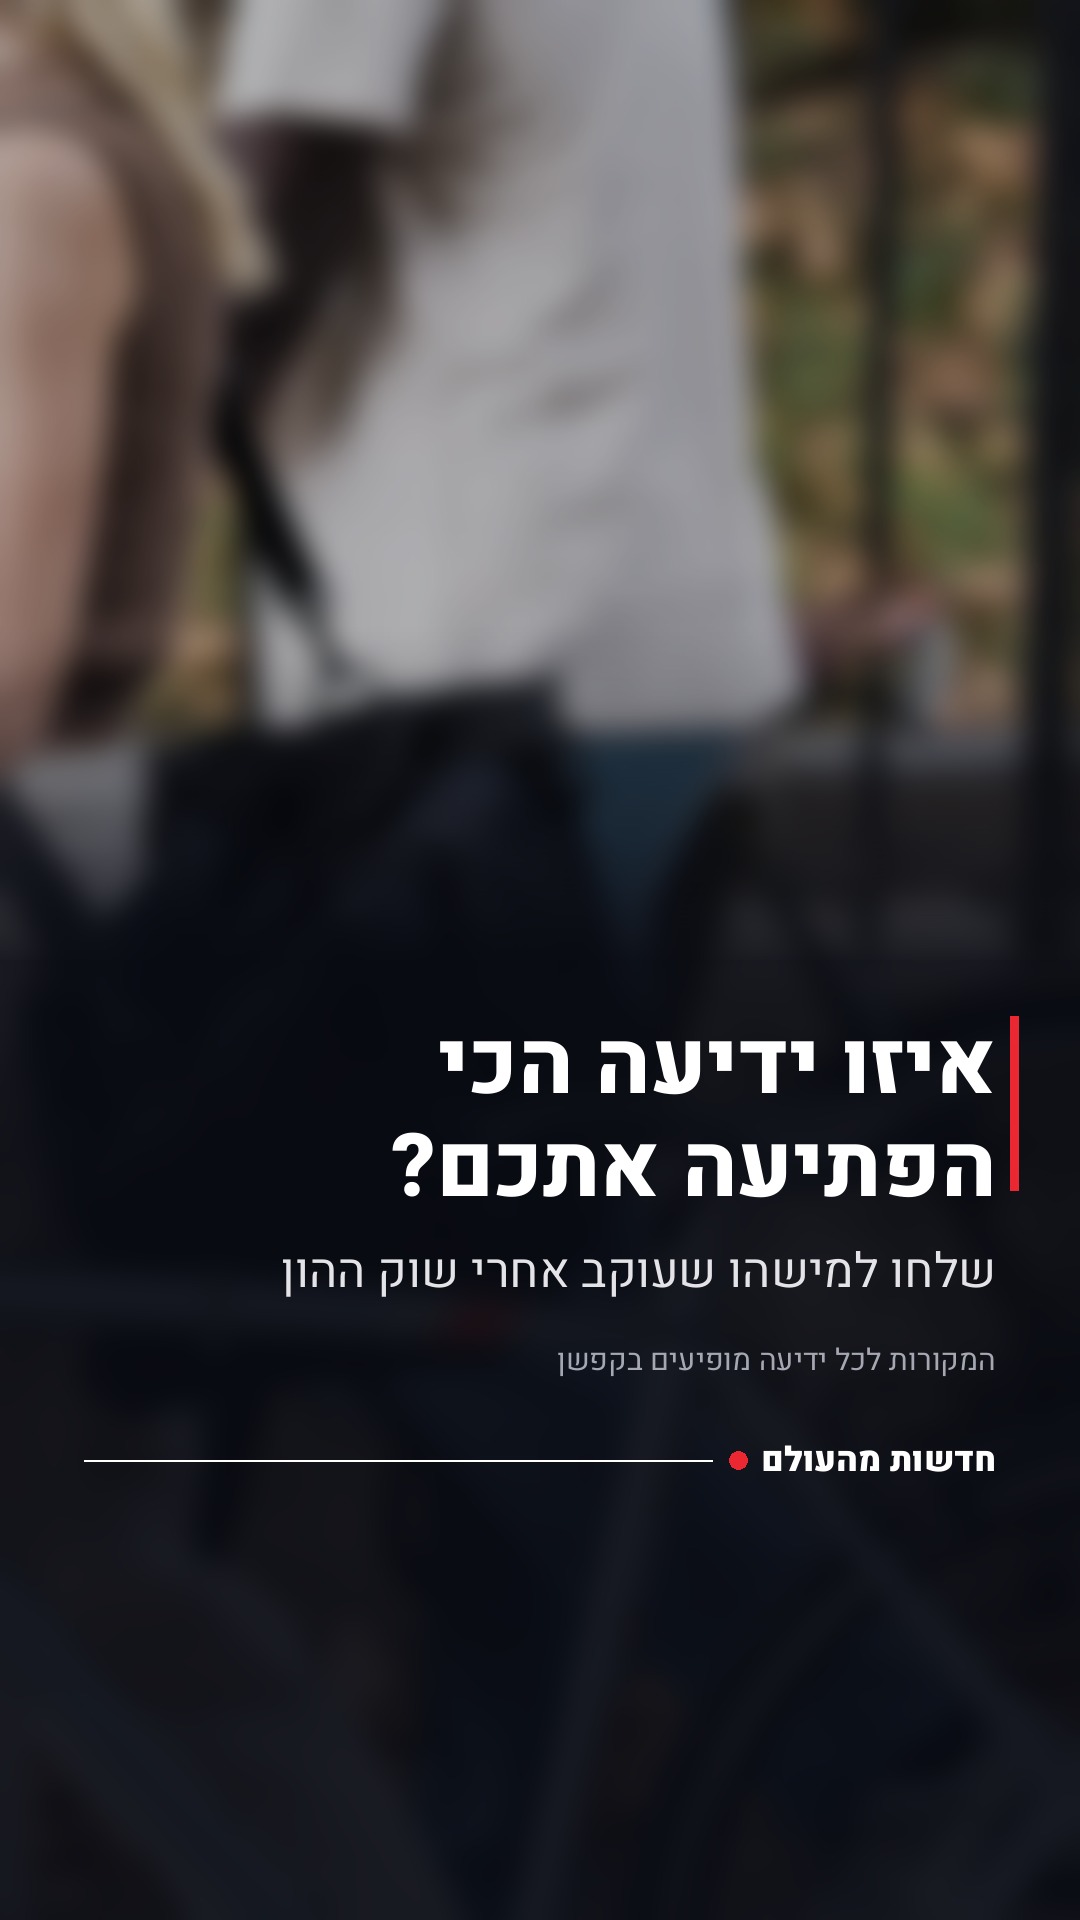 איזו ידיעה הכי
הפתיעה אתכם?
שלחו למישהו שעוקב אחרי שוק ההון
המקורות לכל ידיעה מופיעים בקפשן
חדשות מהעולם